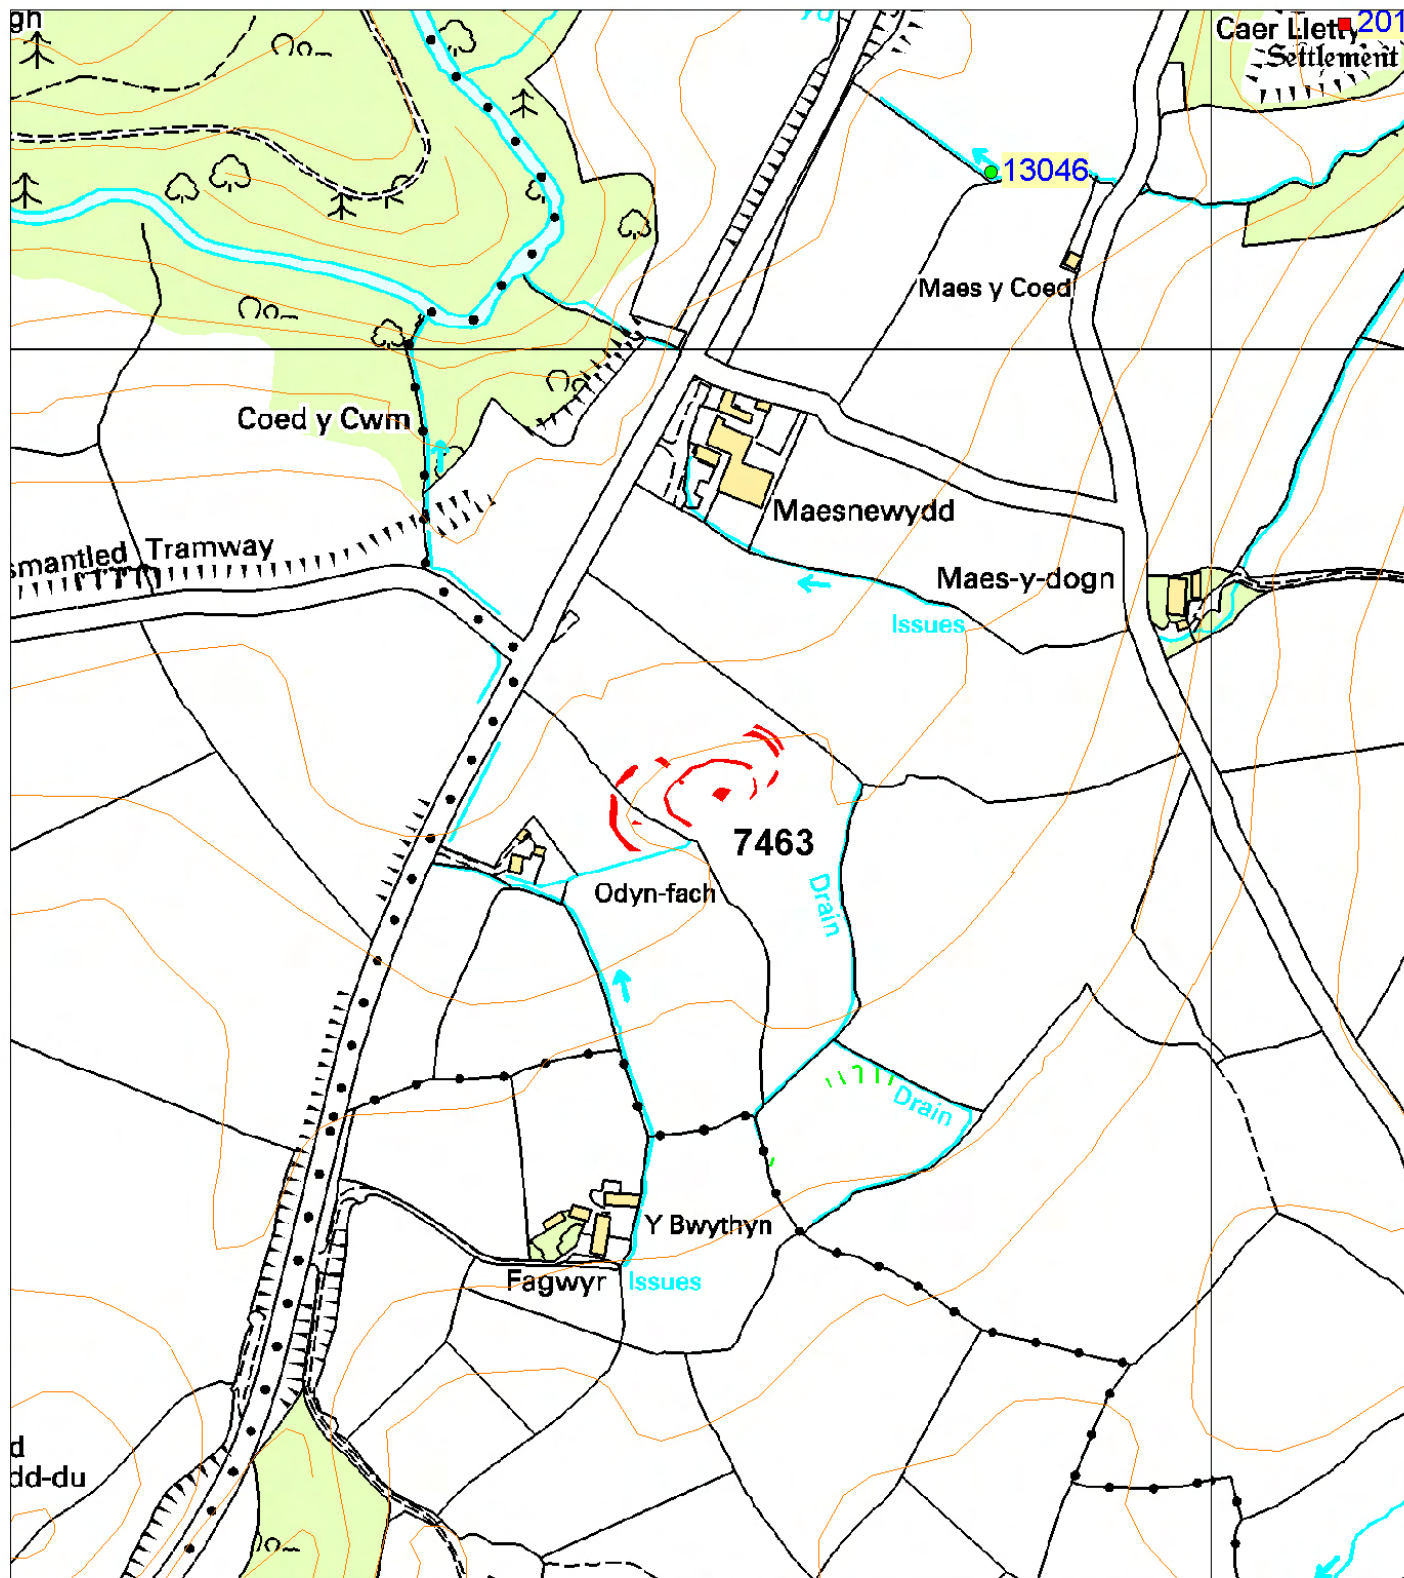 gh
Yd
Caer Lletty
201
Settlement
13046
Maes y Coed
Coed y Cwm
Maesnewydd
smantled Tramway
Maes-y-dogn
Issues
7463
Odyn-fach
Drain
Drain
Y Bwythyn
Fagwyr
Issues
d
dd-du